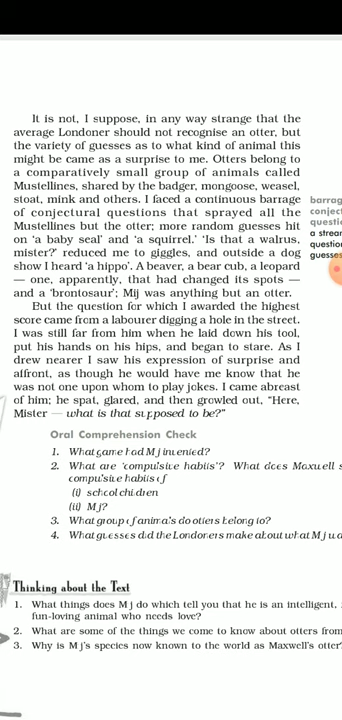 It is not, I suppose, in any way strange that the
average Londoner should not recognise an otter, but
the variety of guesses as to what kind of animal this
might be came as a surprise to me. Otters belong to
a comparatively small group of animals called
Mustellines, shared by the badger, mongoose, weasel,
stoat, mink and others. I faced a continuous barrage
of conjectural questions that sprayed all the
Mustellines but the otter; more random guesses hit
on ‘a baby seal’ and ‘a squirrel.’ ‘Is that a walrus,
mister?’ reduced me to giggles, and outside a dog
show I heard ‘a hippo’. A beaver, a bear cub, a leopard
— one, apparently, that had changed its spots —
and a ‘brontosaur’; Mij was anything but an otter.
But the question for which I awarded the highest
score came from a labourer digging a hole in the street.
I was still far from him when he laid down his tool,
put his hands on his hips, and began to stare. As I
drew nearer I saw his expression of surprise and
affront, as though he would have me know that he
was not one upon whom to play jokes. I came abreast
of him; he spat, glared, and then growled out, “Here,
Mister — what is that supposed to be?”
barrag
conject
questi
a strea
question
guesses
Oral Comprehension Check
1. What game had Mij invented?
2. What are ‘compulsive habits’? What does Maxwell s
compulsive habits of
(i) school children
(ii) Mij?
3. What group of animals do otters belong to?
4. What guesses did the Londoners make about what Mij wa
Thinking about the Text
1. What things does Mij do which tell you that he is an intelligent,
fun-loving animal who needs love?
2. What are some of the things we come to know about otters from
3. Why is Mij’s species now known to the world as Maxwell’s otter?